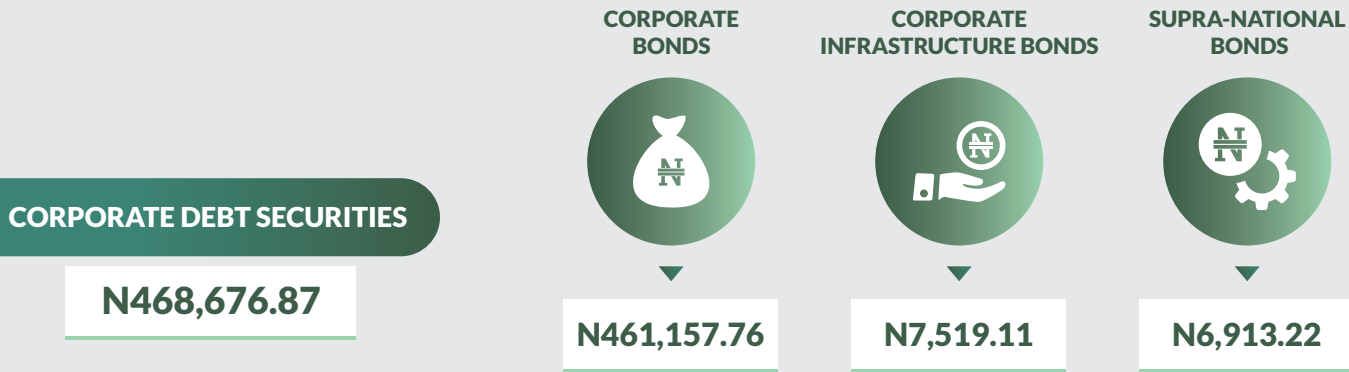 CORPORATE DEBT SECURITIES
N468,676.87
CORPORATE
BONDS
N461,157.76
CORPORATE
INFRASTRUCTURE BONDS
N7,519.11
SUPRA-NATIONAL
BONDS
N6,913.22